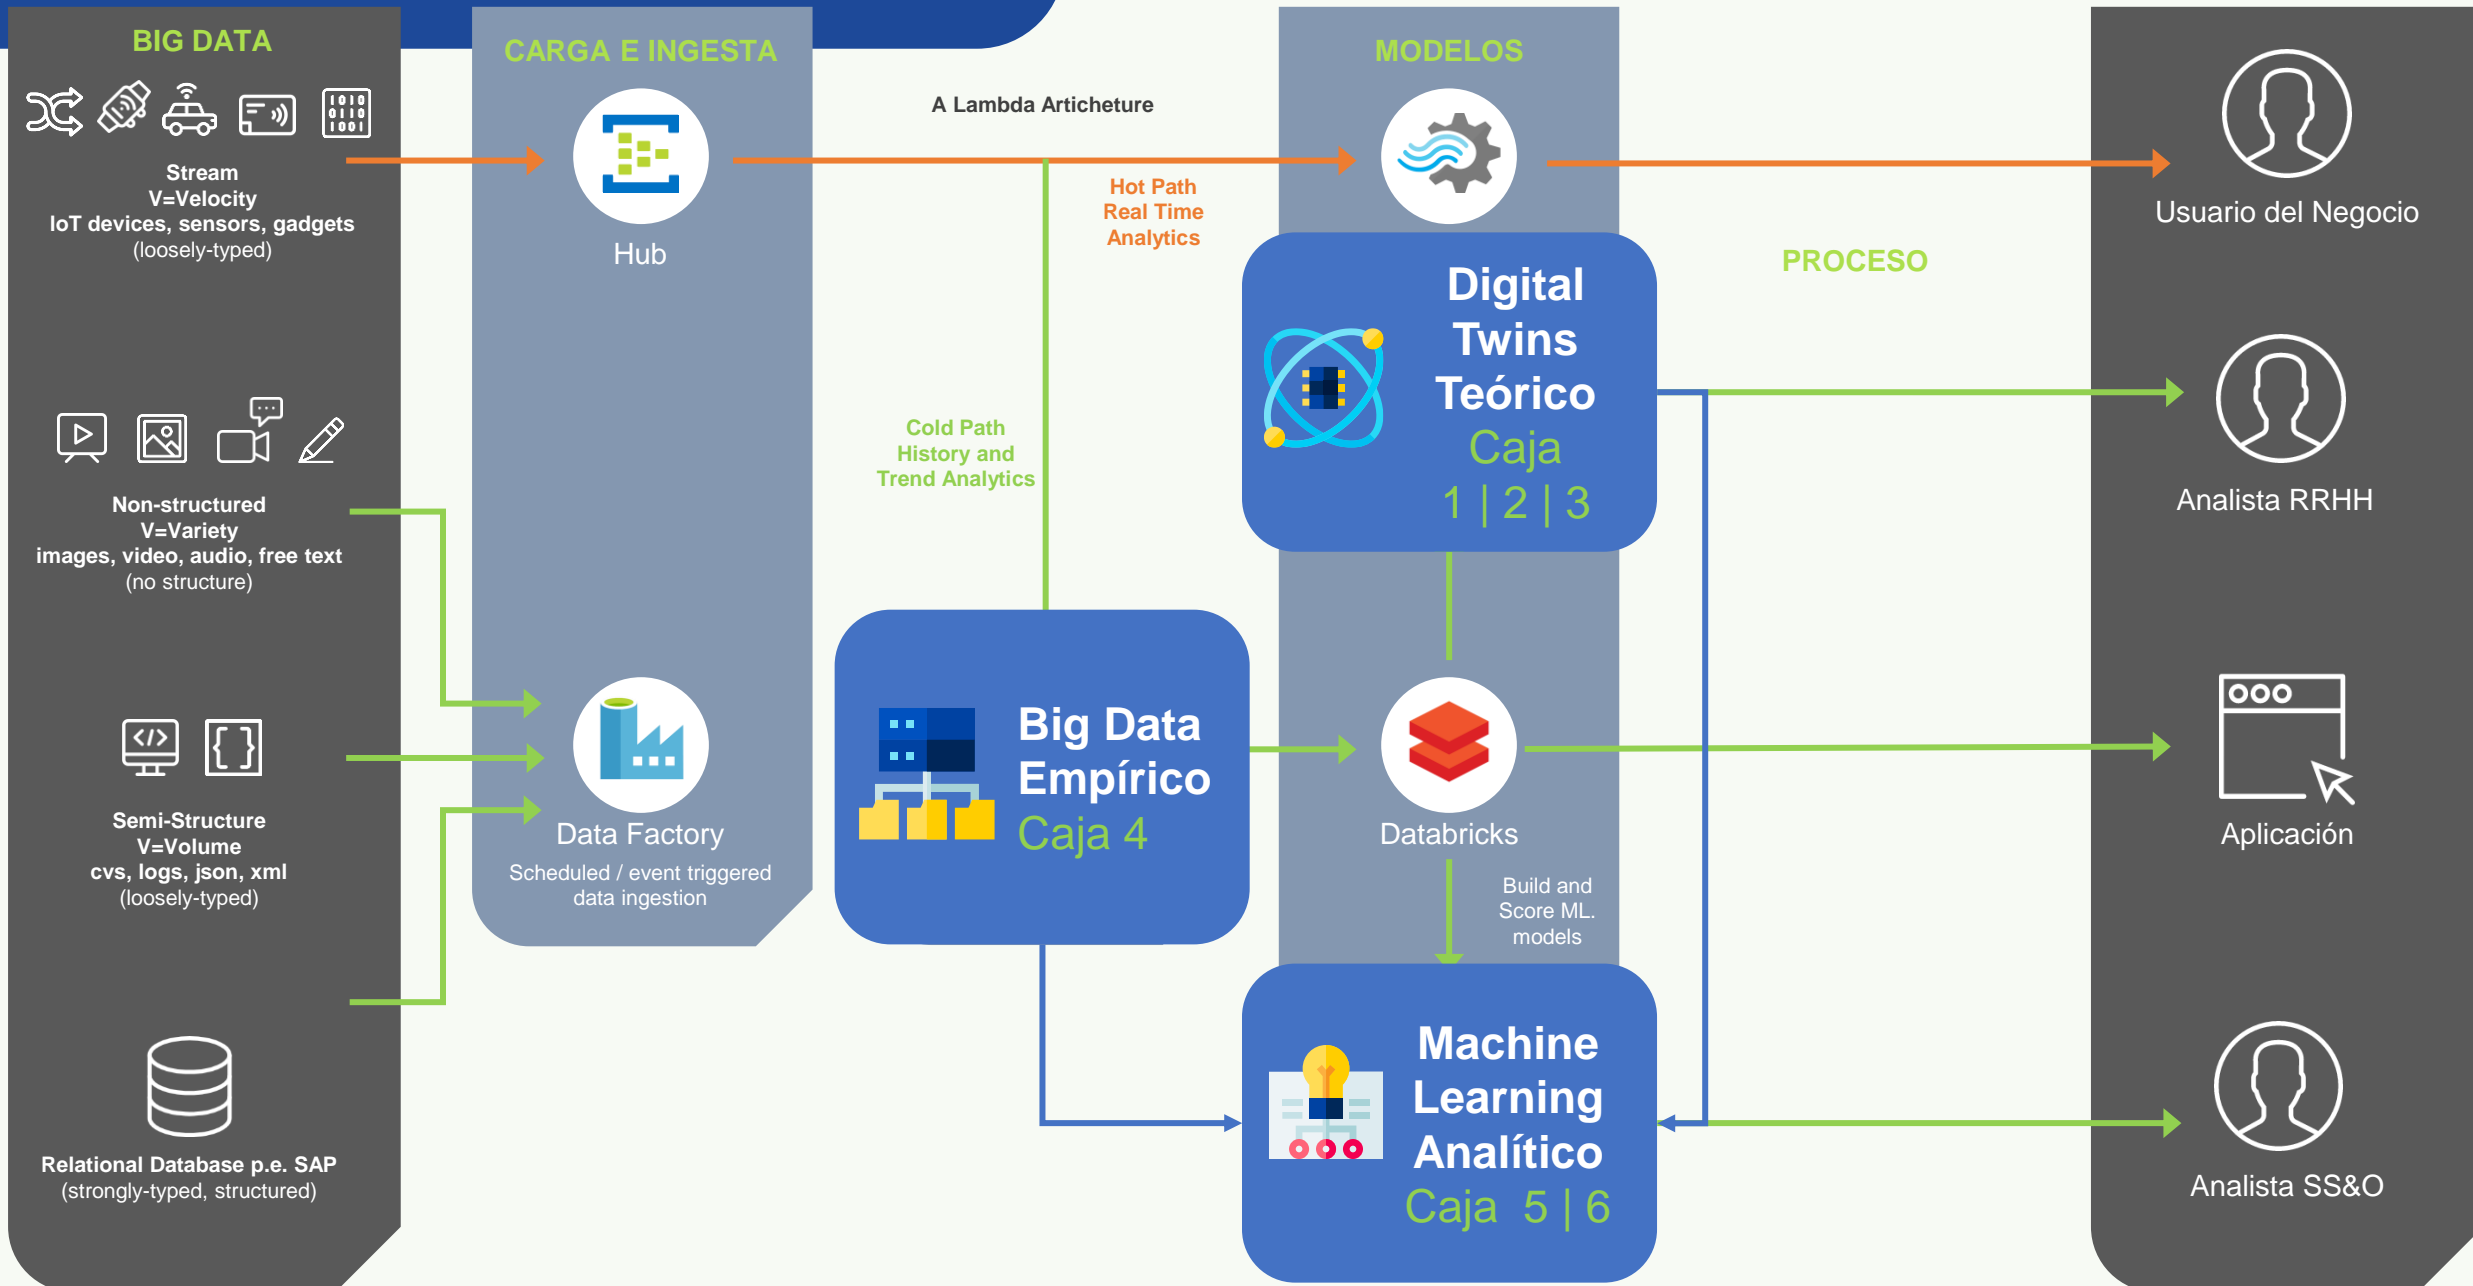 BIG DATA
1010
0110
1001
Stream
V=Velocity
IoT devices, sensors, gadgets
(loosely-typed)
Non-structured
V=Variety
images, video, audio, free text
(no structure)
</>
{ }
Semi-Structure
V=Volume
cvs, logs, json, xml
(loosely-typed)
Relational Database p.e. SAP
(strongly-typed, structured)
CARGA E INGESTA
Hub
Data Factory
Scheduled / event triggered
data ingestion
A Lambda Articheture
Hot Path
Real Time
Analytics
Cold Path
History and
Trend Analytics
Big Data
Empírico
Caja 4
MODELOS
Digital
Twins
Teórico
Caja
1 | 2 | 3
Databricks
Build and
Score ML.
models
Machine
Learning
Analítico
Caja  5 | 6
PROCESO
Usuario del Negocio
Analista RRHH
Aplicación
Analista SS&O